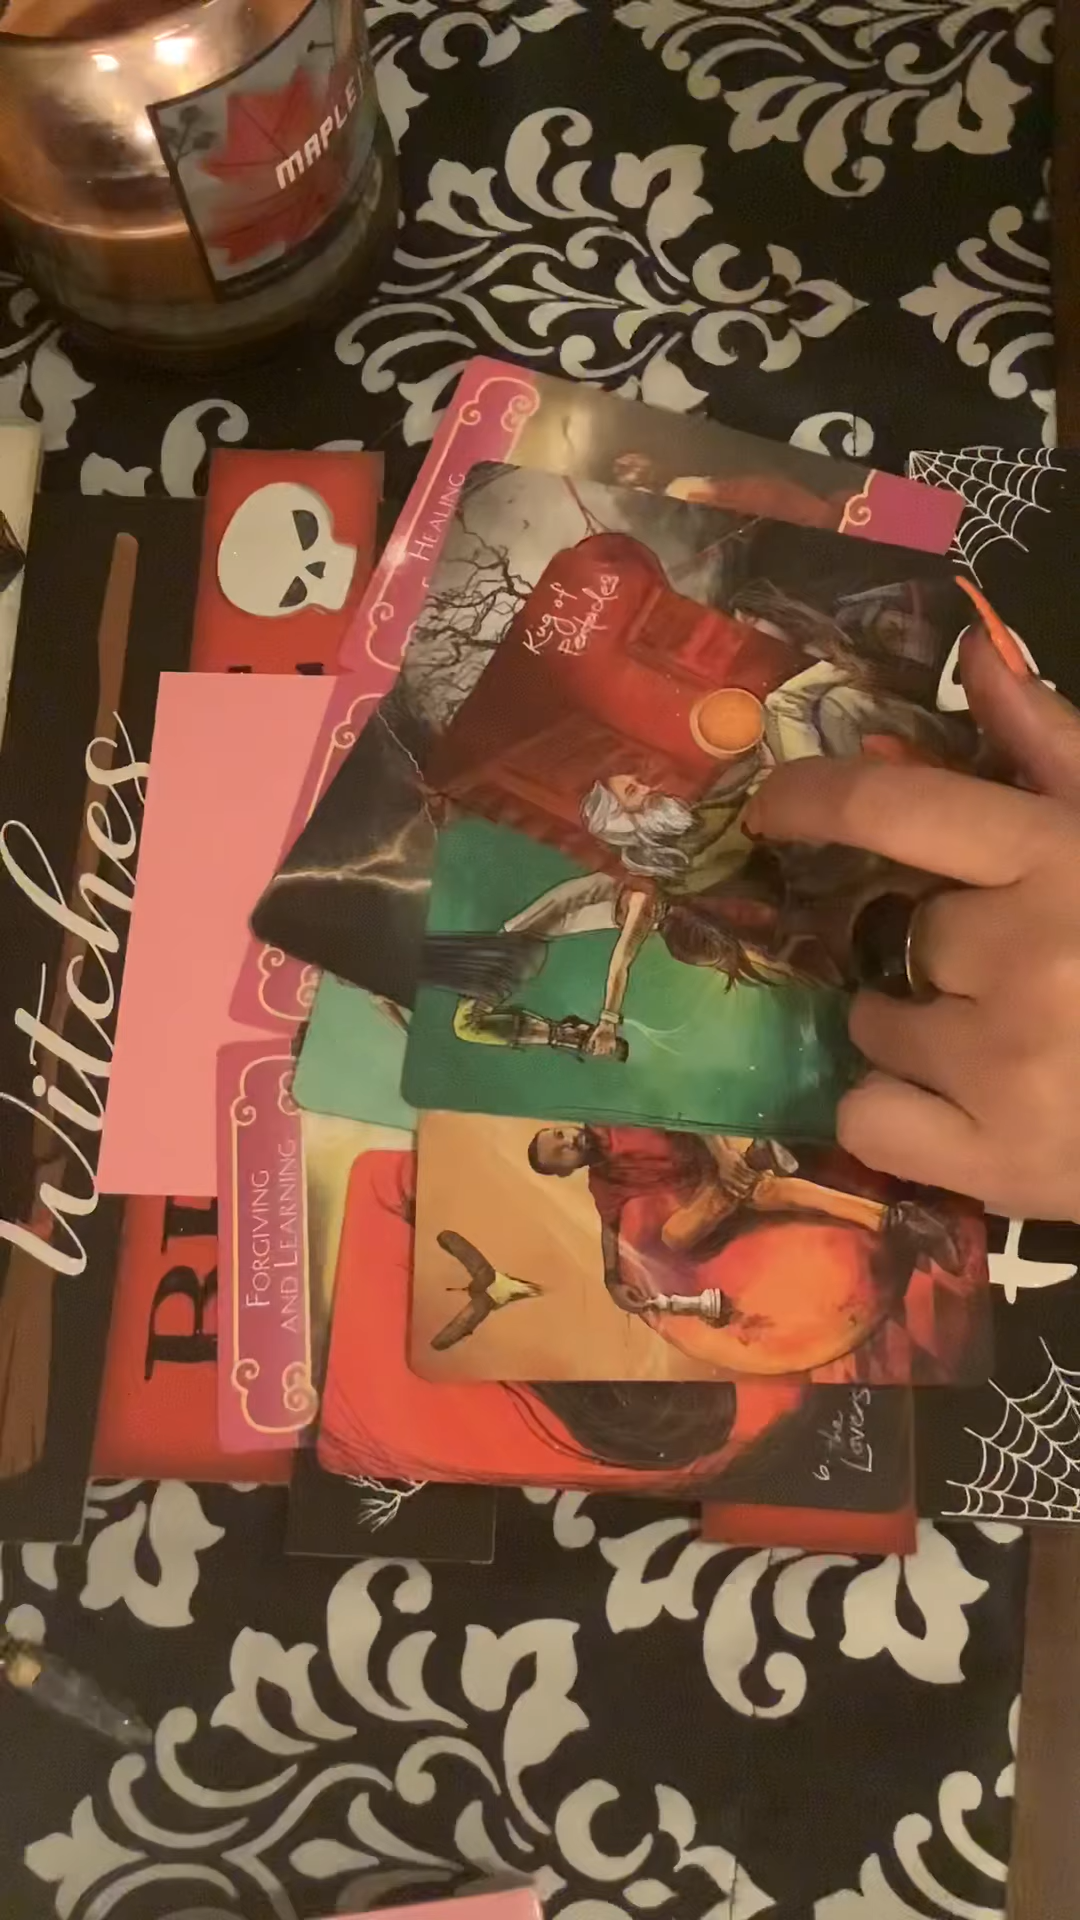 MAPLE
HEALING
King of
Pentacles
witches
FORGIVING
AND LEARNING
6. the
Lovers